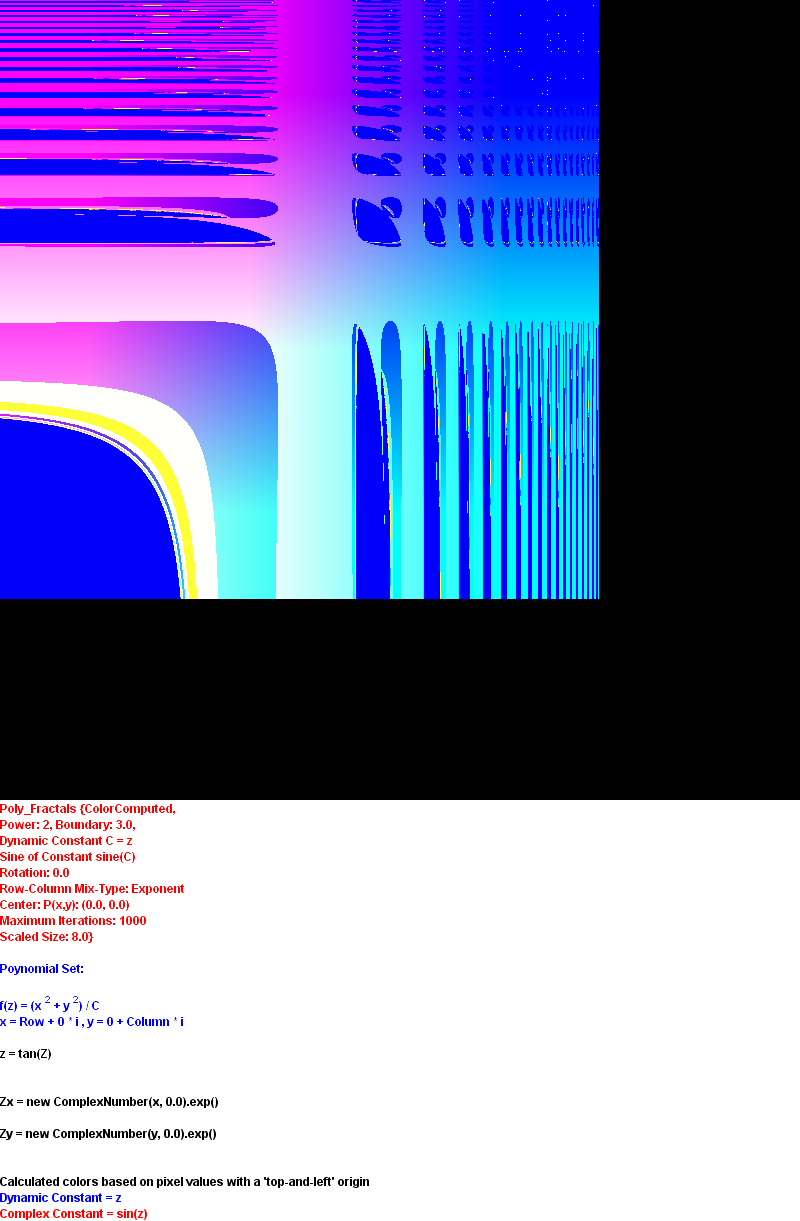 Poly_Fractals {ColorComputed,
Power: 2, Boundary: 3.0,
Dynamic Constant C = z
Sine of Constant sine(C)
Rotation: 0.0
Row-Column Mix-Type: Exponent
Center: P(x,y): (0.0, 0.0)
Maximum Iterations: 1000
Scaled Size: 8.0}
Poynomial Set:
f(z) = (x 2 + y 2) / C
x = Row + 0 * i , y = 0 + Column * i
z = tan(Z)
Zx = new ComplexNumber(x, 0.0).exp()
Zy = new ComplexNumber(y, 0.0).exp()
Calculated colors based on pixel values with a 'top-and-left' origin
Dynamic Constant = z
Complex Constant = sin(z)